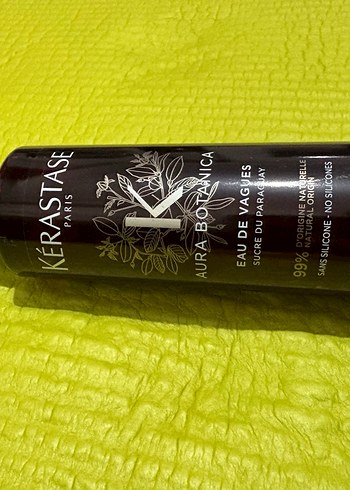 KÉRASTASE
PARIS
K
AURA BOTANICA
EAU DE VAGUES
SUCRE DU PARAGUAY
99% D'ORIGINE NATURELLE
NATURAL ORIGIN
SANS SILICONE - NO SILICONES